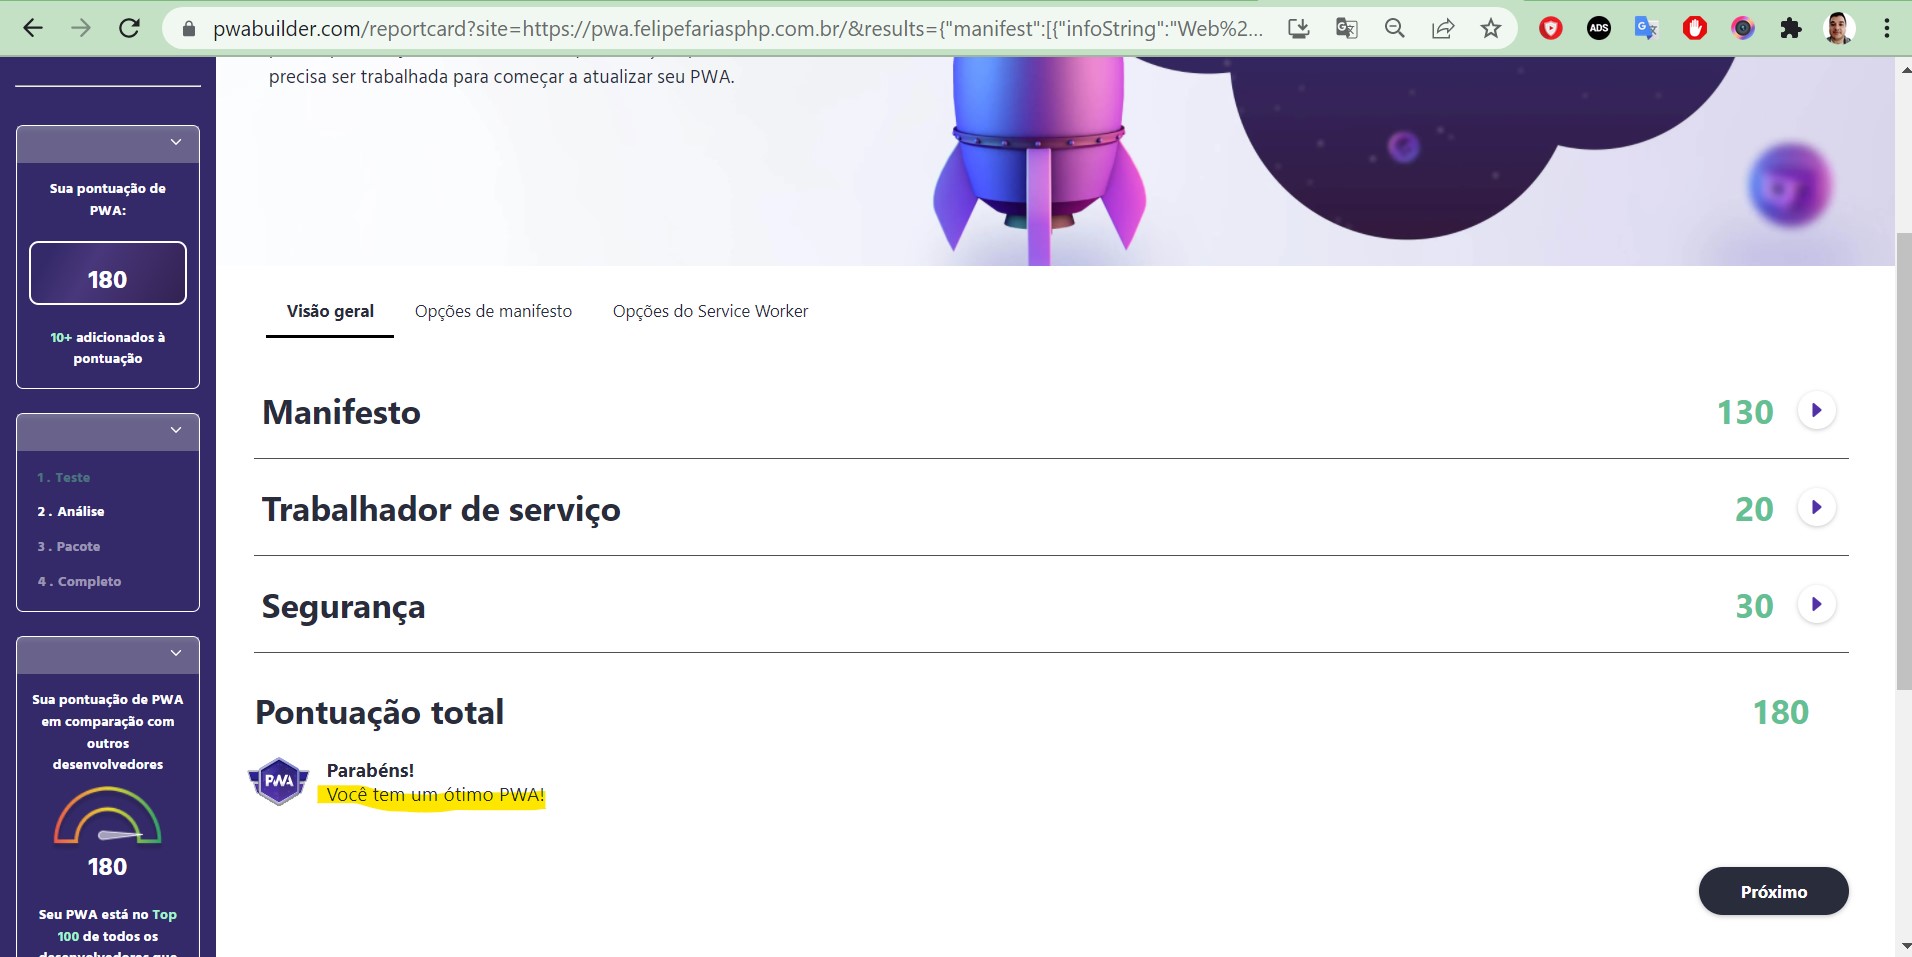 pwabuilder.com/reportcard?site=https://pwa.felipefariasphp.com.br/&results={"manifest":[{"infoString":"Web%2...
ADS
precisa ser trabalhada para começar a atualizar seu PWA.
Sua pontuação de
PWA:
180
10+ adicionados à
pontuação
1 . Teste
2 . Análise
3 . Pacote
4 . Completo
Sua pontuação de PWA
em comparação com
outros
desenvolvedores
180
Seu PWA está no Top
100 de todos os
Visão geral
Opções de manifesto
Opções do Service Worker
Manifesto
130
Trabalhador de serviço
20
Segurança
30
Pontuação total
180
PWA
Parabéns!
Você tem um ótimo PWA!
Próximo